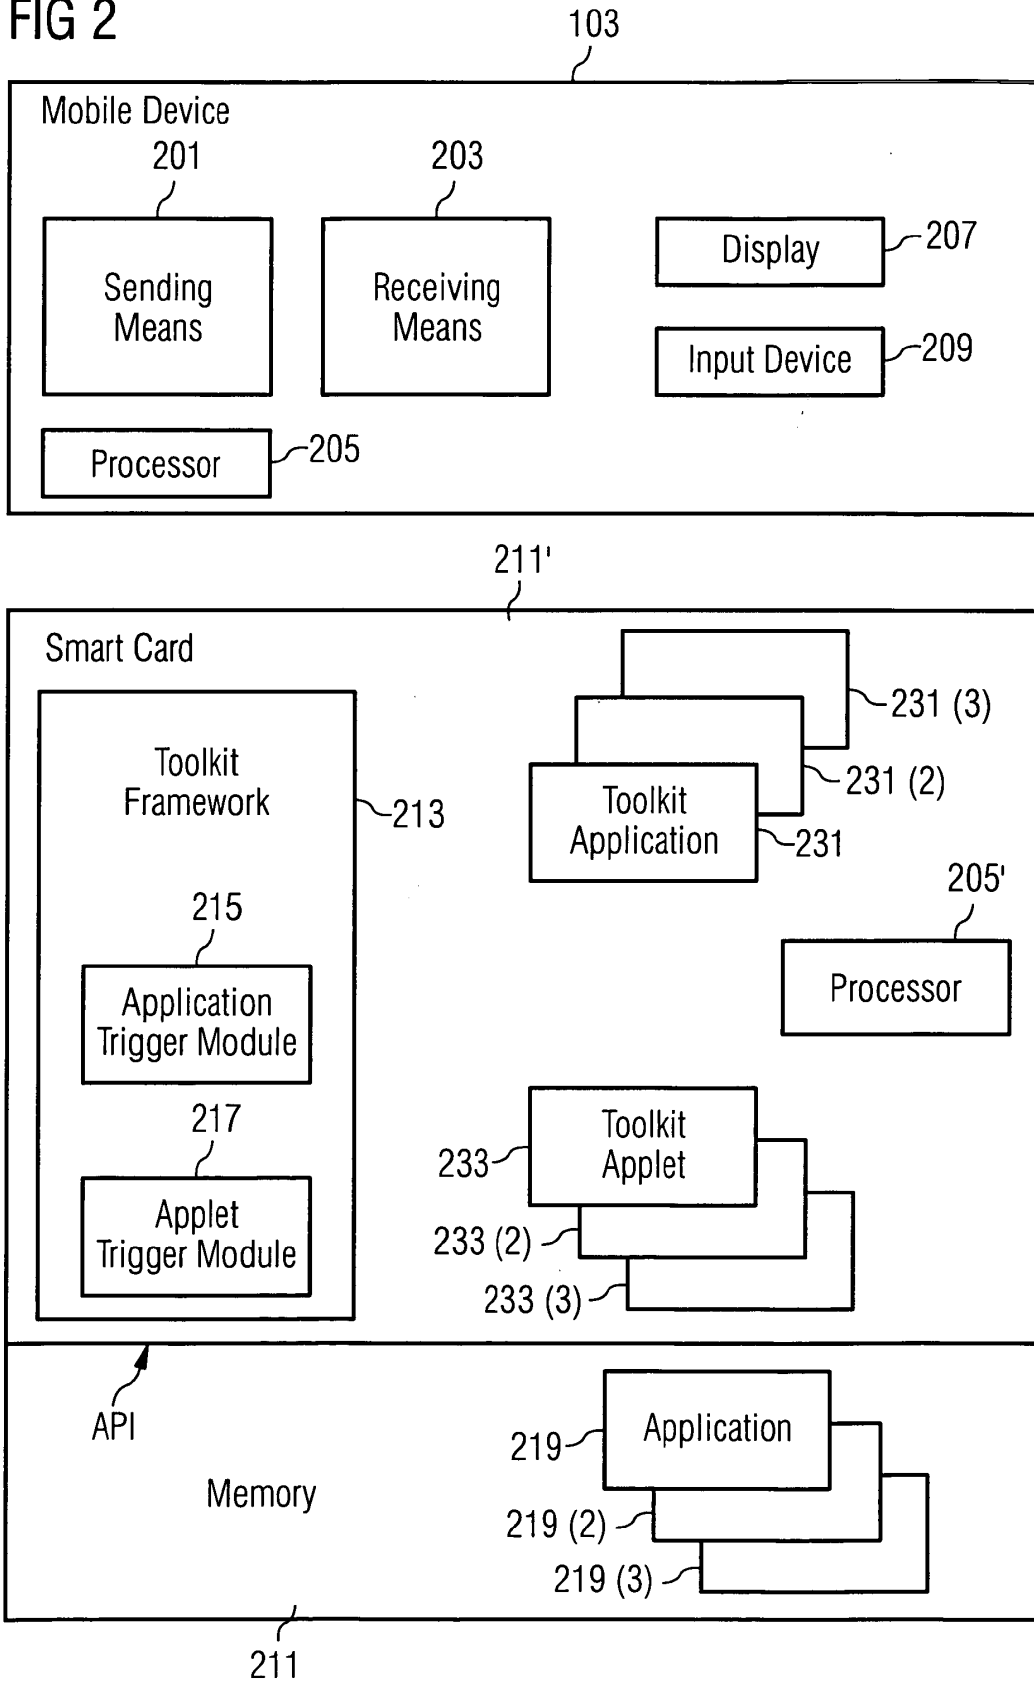 FIG 2
103
Mobile Device
201
203
Sending
Means
Receiving
Means
Display
207
Input Device
209
Processor
205
211'
Smart Card
Toolkit
Framework
213
231 (3)
231 (2)
Toolkit
Application
231
205'
Processor
215
Application
Trigger Module
217
Applet
Trigger Module
Toolkit
Applet
233
233 (2)
233 (3)
API
Memory
Application
219
219 (2)
219 (3)
211